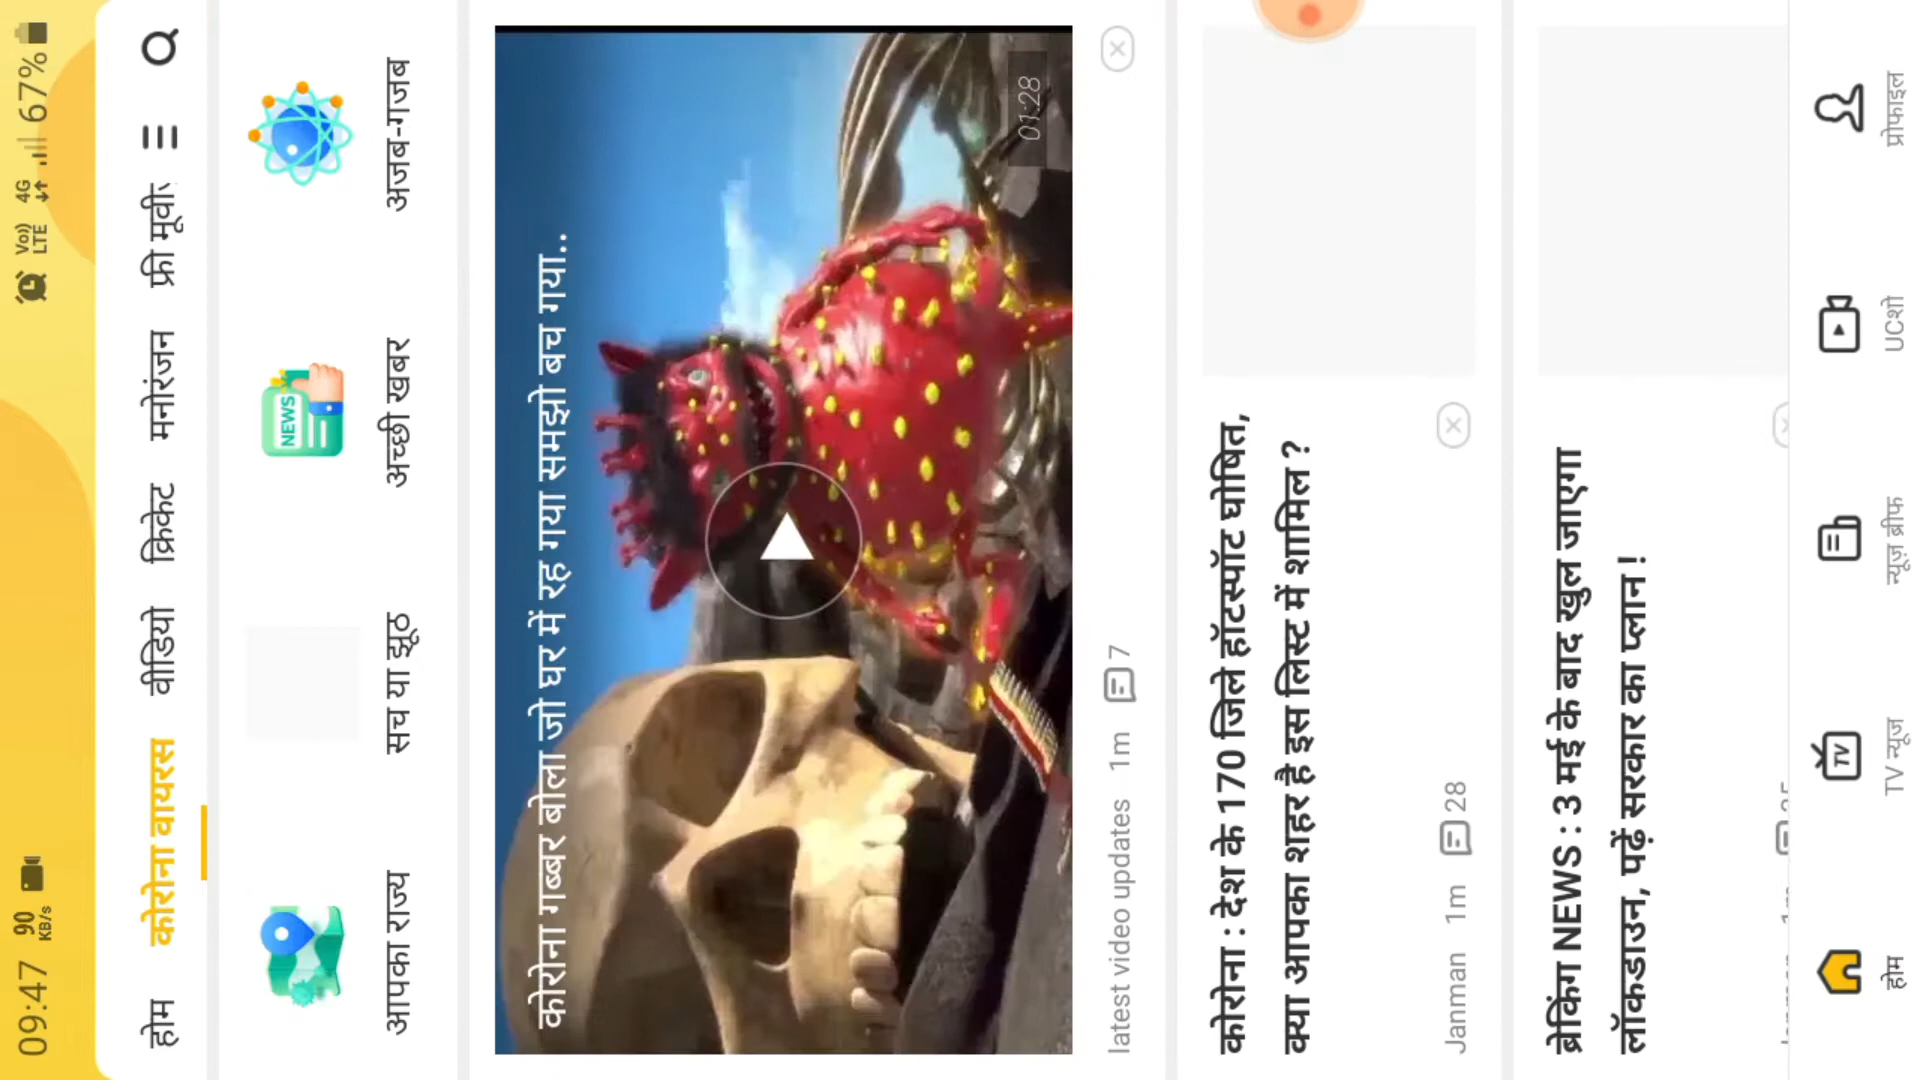 09:47 90 KB/s Vo)) LTE 4G 67%
होम कोरोना वायरस वीडियो क्रिकेट मनोरंजन फ्री मूवी
आपका राज्य सच या झूठ अच्छी खबर अजब-गजब
NEWS
कोरोना गब्बर बोला जो घर में रह गया समझो बच गया..
01:28
latest video updates 1m 7
कोरोना : देश के 170 जिले हॉटस्पॉट घोषित,
क्या आपका शहर है इस लिस्ट में शामिल ?
Janman 1m 28
ब्रेकिंग NEWS : 3 मई के बाद खुल जाएगा
लॉकडाउन, पढ़ें सरकार का प्लान !
TV
होम TV न्यूज़ न्यूज़ ब्रीफ UCशो प्रोफाइल